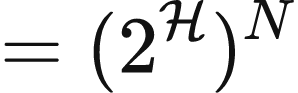 = (2^ℋ)^N